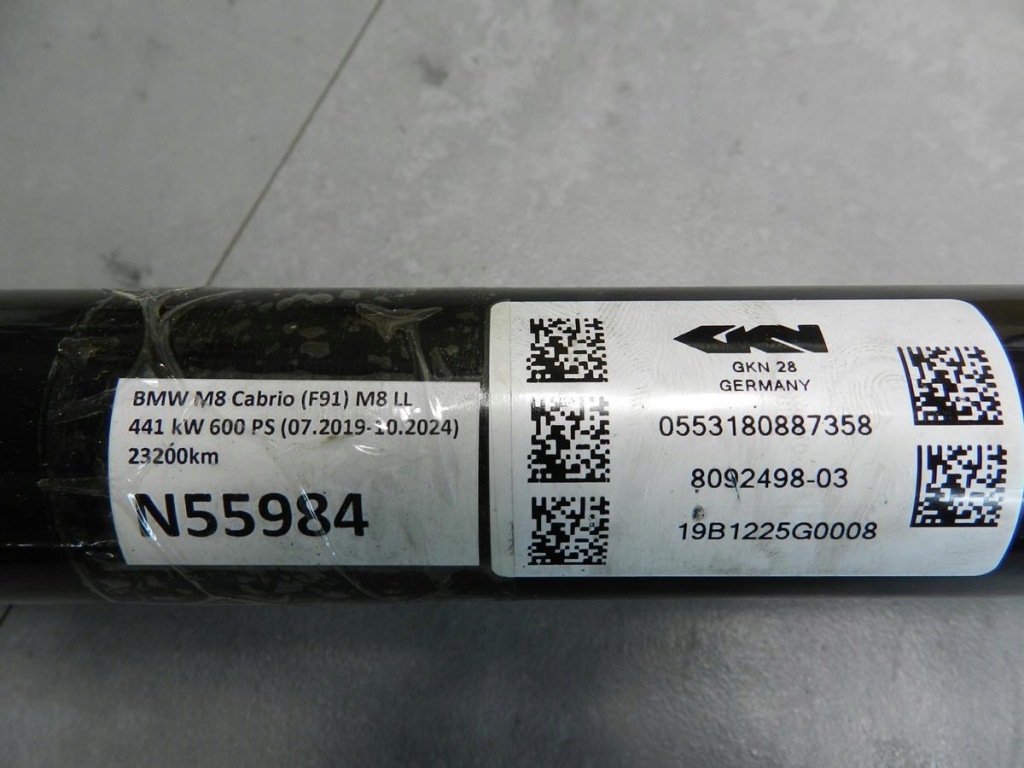 BMW M8 Cabrio (F91) M8 LL
441 kW 600 PS (07.2019-10.2024)
23200km
N55984
GKN
GKN 28
GERMANY
0553180887358
8092498-03
19B1225G0008